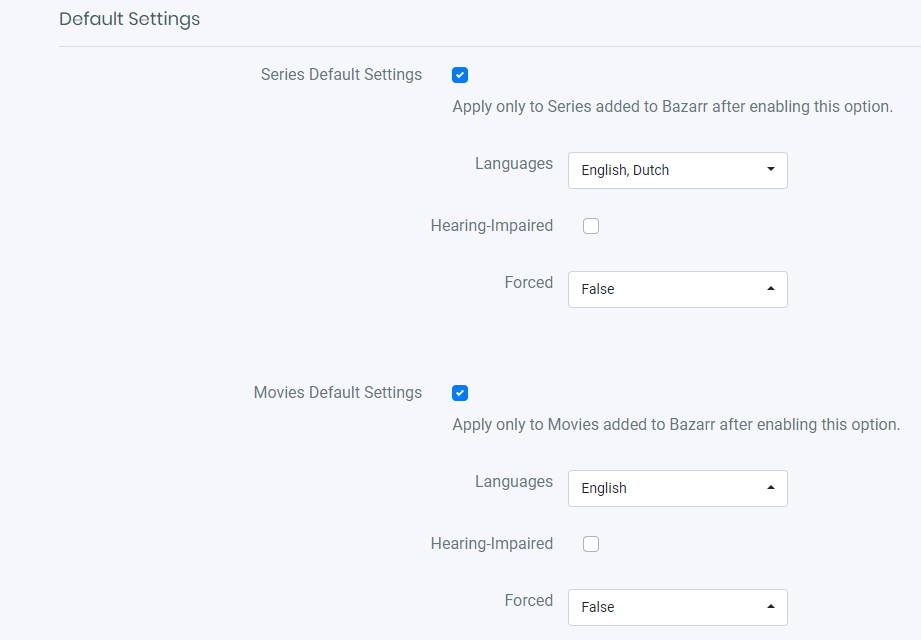 Default Settings
Series Default Settings
Apply only to Series added to Bazarr after enabling this option.
Languages English, Dutch
Hearing-Impaired
Forced False
Movies Default Settings
Apply only to Movies added to Bazarr after enabling this option.
Languages English
Hearing-Impaired
Forced False